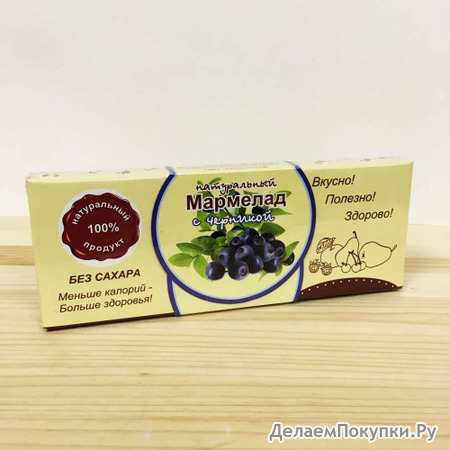 натуральный
100%
продукт
БЕЗ САХАРА
Меньше калорий -
Больше здоровья!
натуральный
Мармелад
с черникой
Вкусно!
Полезно!
Здорово!
ДелаемПокупки.Ру